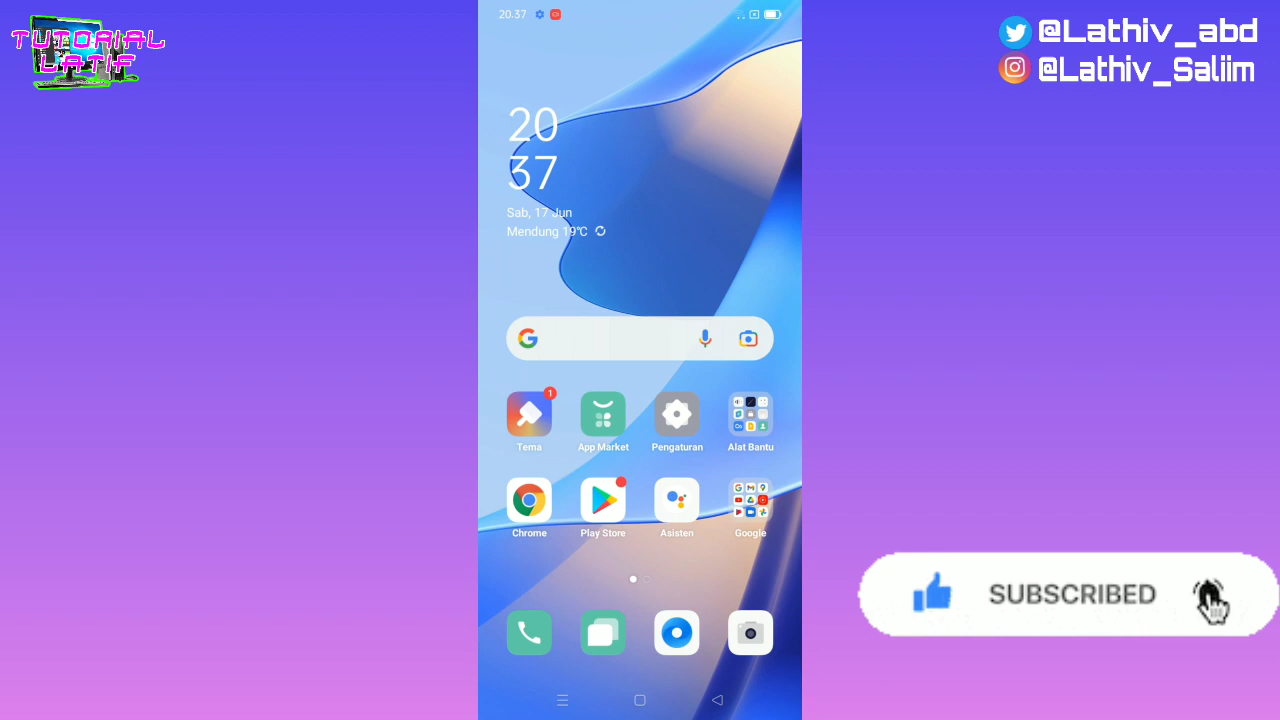 TUTORIAL
LATIF
@Lathiv_abd
@Lathiv_Saliim
20.37
20
37
Sab, 17 Jun
Mendung 19°C
1
Tema
App Market
Pengaturan
Alat Bantu
Chrome
Play Store
Asisten
Google
SUBSCRIBED